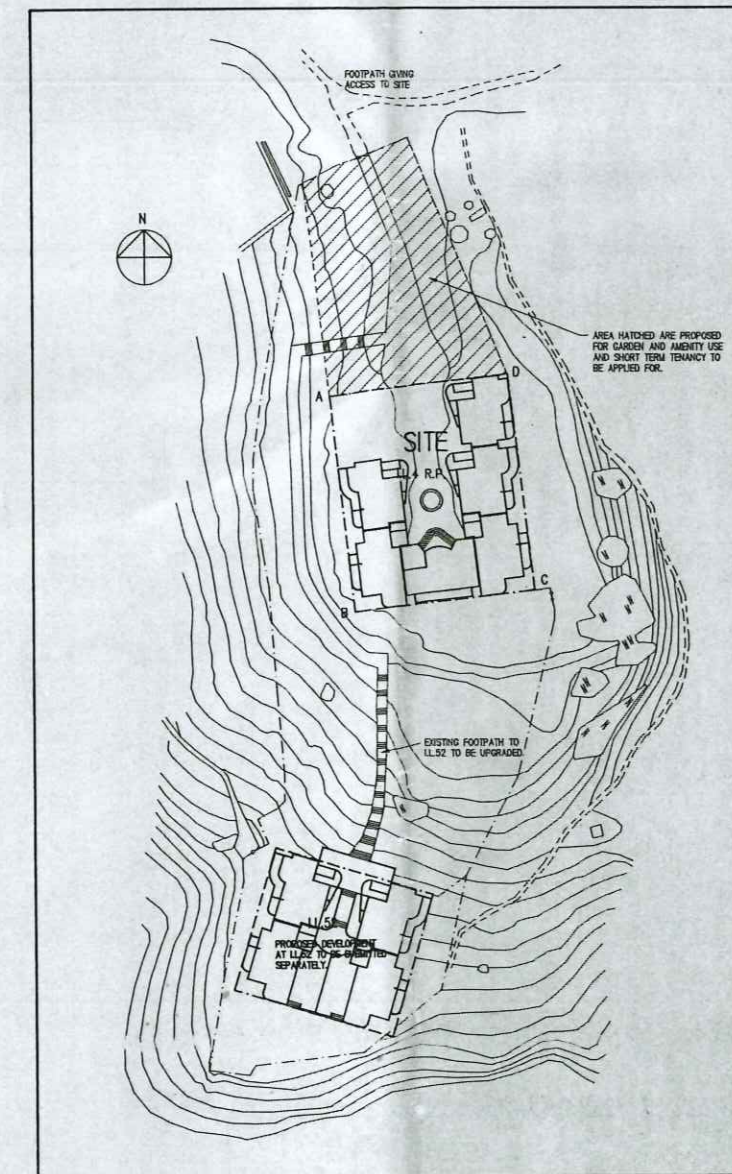 FOOTPATH GIVING
ACCESS TO SITE
N
AREA HATCHED ARE PROPOSED
FOR GARDEN AND AMENITY USE
AND SHORT TERM TENANCY TO
BE APPLIED FOR.
A
D
SITE
R.P.
C
B
EXISTING FOOTPATH TO
I.L.52 TO BE UPGRADED.
PROPOSED DEVELOPMENT
AT I.L.52 TO BE
SEPARATELY.